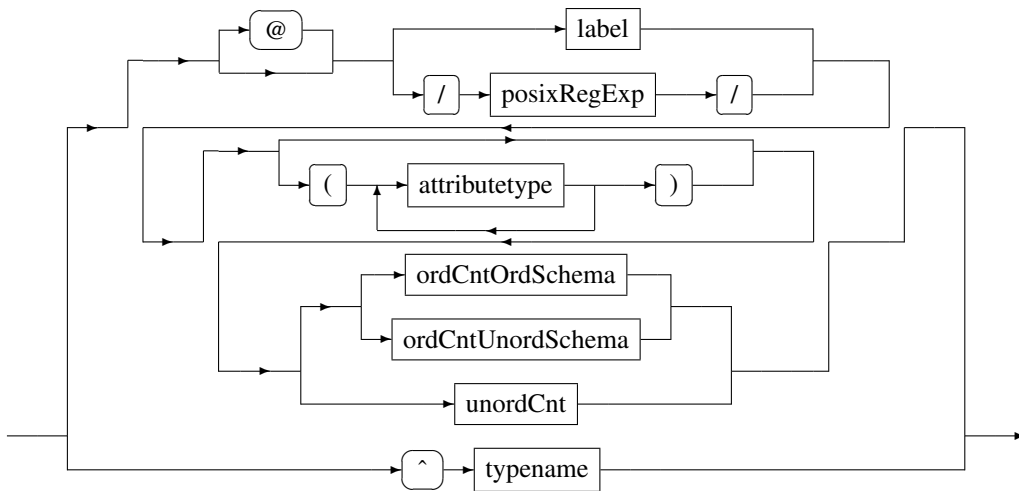 @
label
/ posixRegExp /
( attributetype )
ordCntOrdSchema
ordCntUnordSchema
unordCnt
ˆ typename